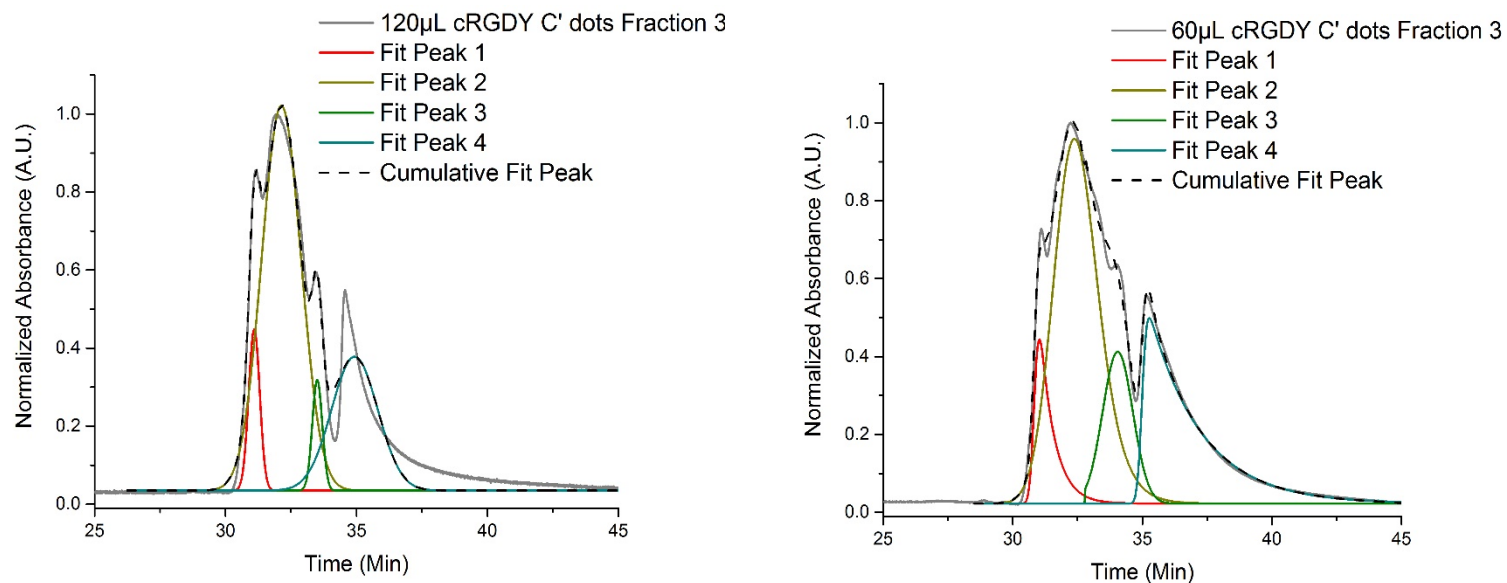 120µL cRGDY C' dots Fraction 3
Fit Peak 1
Fit Peak 2
Fit Peak 3
Fit Peak 4
Cumulative Fit Peak
Normalized Absorbance (A.U.)
1.0
0.8
0.6
0.4
0.2
0.0
25
30
35
40
45
Time (Min)
60µL cRGDY C' dots Fraction 3
Fit Peak 1
Fit Peak 2
Fit Peak 3
Fit Peak 4
Cumulative Fit Peak
Normalized Absorbance (A.U.)
1.0
0.8
0.6
0.4
0.2
0.0
25
30
35
40
45
Time (Min)